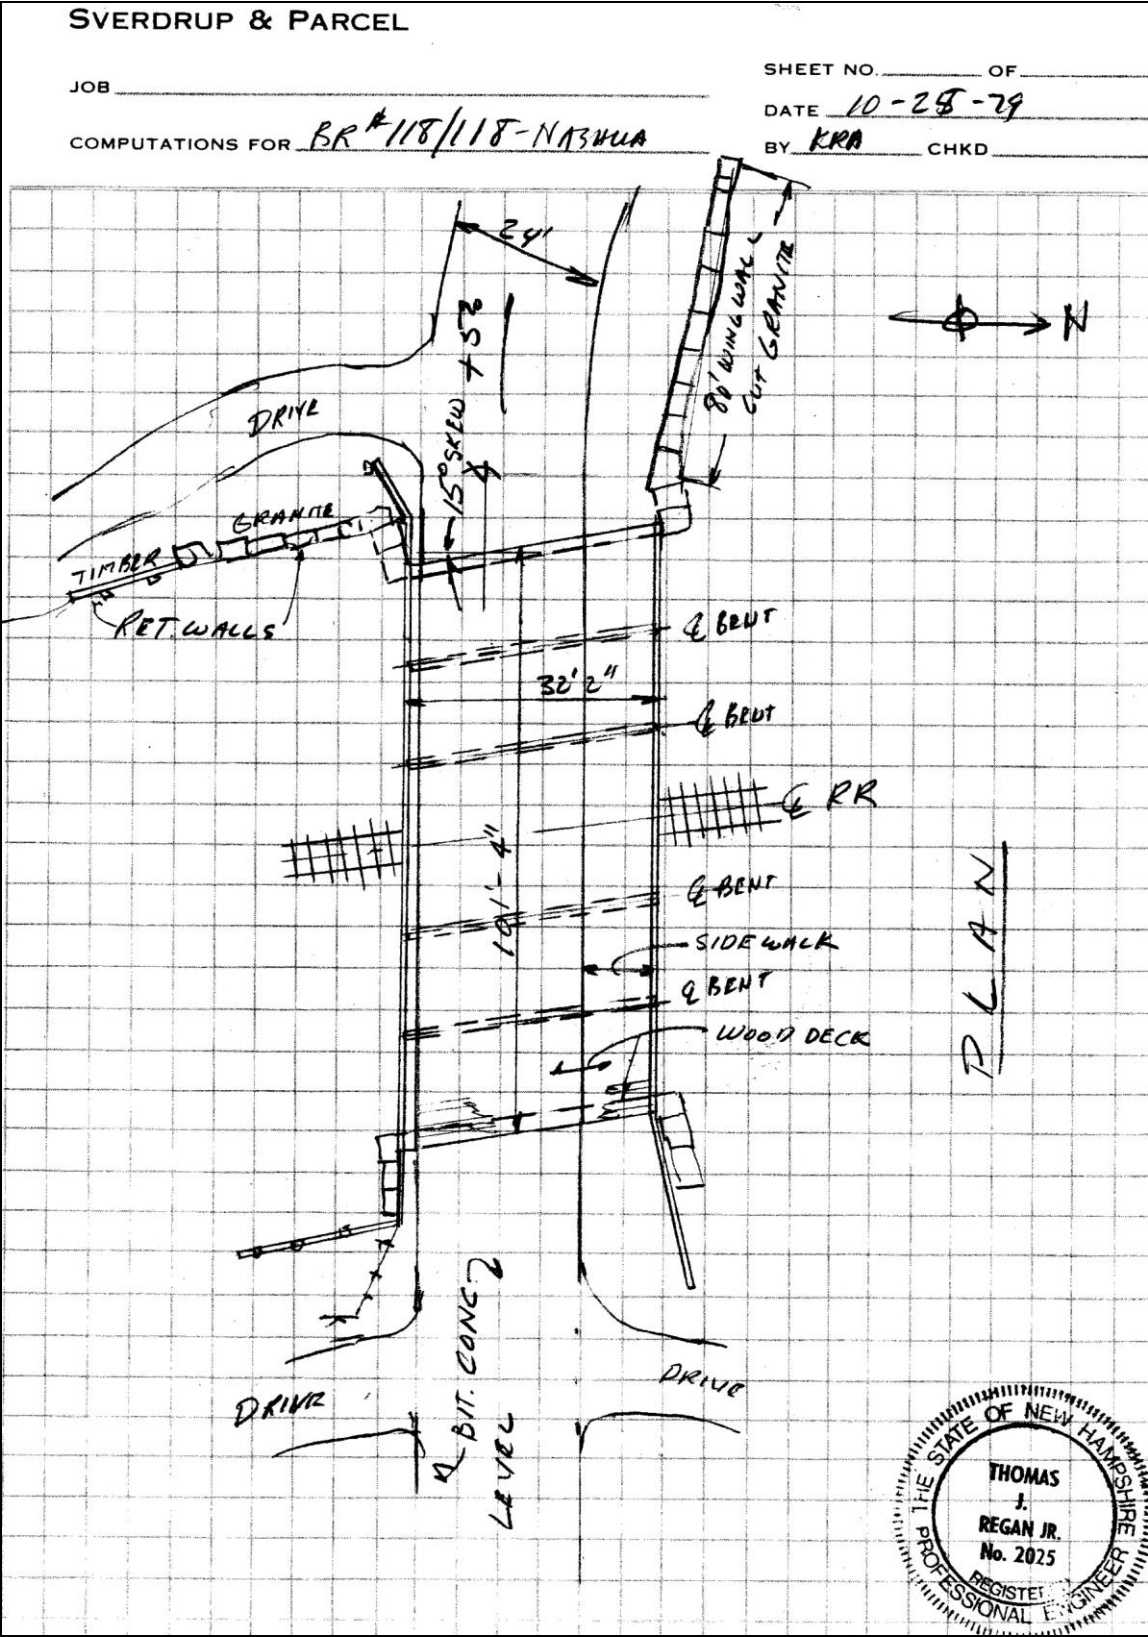 SVERDRUP & PARCEL
JOB
SHEET NO. OF
DATE 10-25-79
COMPUTATIONS FOR BR # 118/118-NASHUA
BY KRA CHKD
24'
80' WINGWALL
CUT GRANITE
N
15° SKEW
+5%
DRIVE
GRANITE
TIMBER
RET. WALLS
℄ BENT
32' 2"
℄ BENT
℄ RR
101'-4"
℄ BENT
SIDEWALK
℄ BENT
WOOD DECK
PLAN
BIT. CONC
LEVEL
DRIVE
DRIVE
THE STATE OF NEW HAMPSHIRE
THOMAS
J.
REGAN JR.
No. 2025
PROFESSIONAL ENGINEER